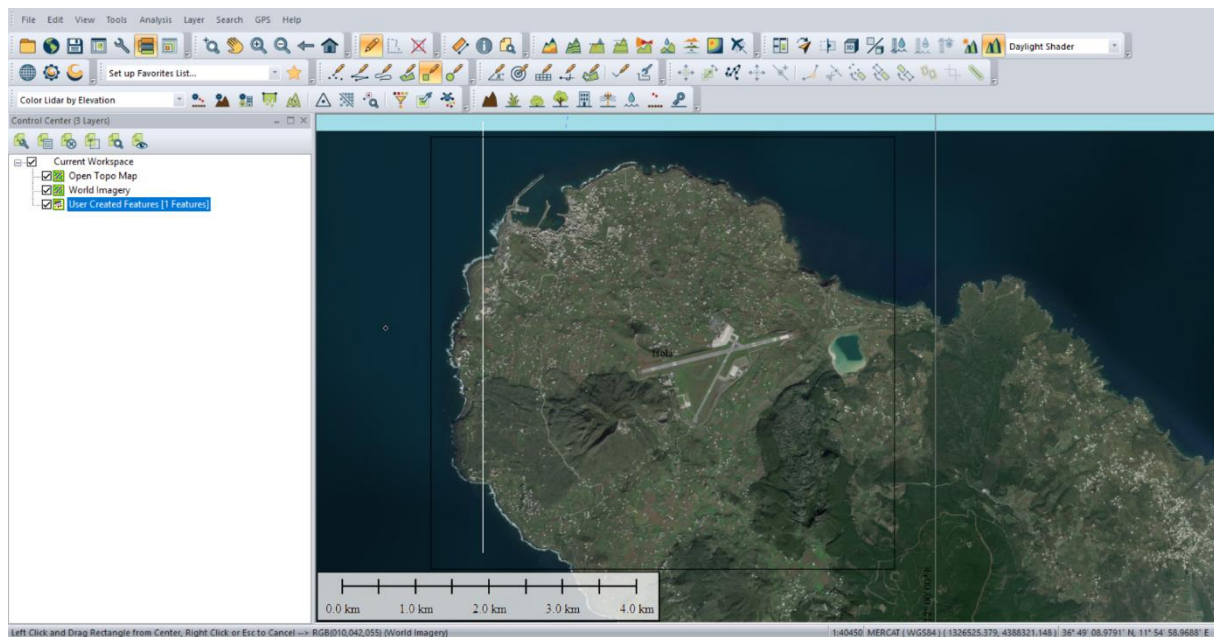 File Edit View Tools Analysis Layer Search GPS Help
Daylight Shader
Set up Favorites List...
Color Lidar by Elevation
Control Center (3 Layers)
Current Workspace
Open Topo Map
World Imagery
User Created Features [1 Features]
Isola
0.0 km 1.0 km 2.0 km 3.0 km 4.0 km
Left Click and Drag Rectangle from Center, Right Click or Esc to Cancel --> RGB(010,042,055) (World Imagery)
1:40450 MERCAT ( WGS84 ) ( 1326525.379, 4388321.148 ) 36° 49' 08.9791" N, 11° 54' 58.9688" E